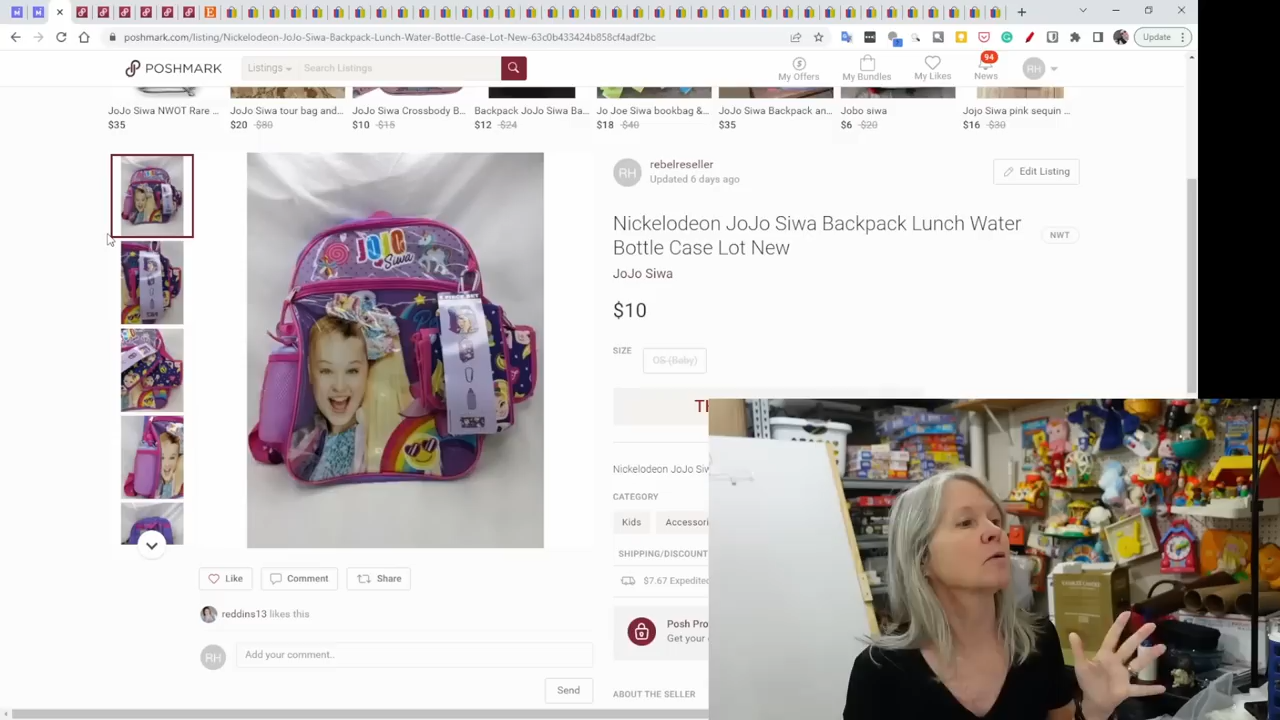 Update
poshmark.com/listing/Nickelodeon-JoJo-Siwa-Backpack-Lunch-Water-Bottle-Case-Lot-New-63c0b433424b858cf4adf2bc
POSHMARK
Listings
Search Listings
My Offers
My Bundles
My Likes
94
News
RH
JoJo Siwa NWOT Rare ...
JoJo Siwa tour bag and...
JoJo Siwa Crossbody B...
Backpack JoJo Siwa Ba...
Jo Joe Siwa bookbag &...
JoJo Siwa Backpack an...
Jobo siwa
Jojo Siwa pink sequin ...
$35
$20 $80
$10 $15
$12 $24
$18 $40
$35
$6 $20
$16 $30
JOJO
Siwa
RH
rebelreseller
Updated 6 days ago
Edit Listing
Nickelodeon JoJo Siwa Backpack Lunch Water
Bottle Case Lot New
NWT
JoJo Siwa
$10
SIZE
OS (Baby)
Nickelodeon JoJo Siw
CATEGORY
Kids
Accessori
SHIPPING/DISCOUNT
$7.67 Expedited
Posh Pro
Get your
ABOUT THE SELLER
Like
Comment
Share
reddins13 likes this
RH
Add your comment..
Send